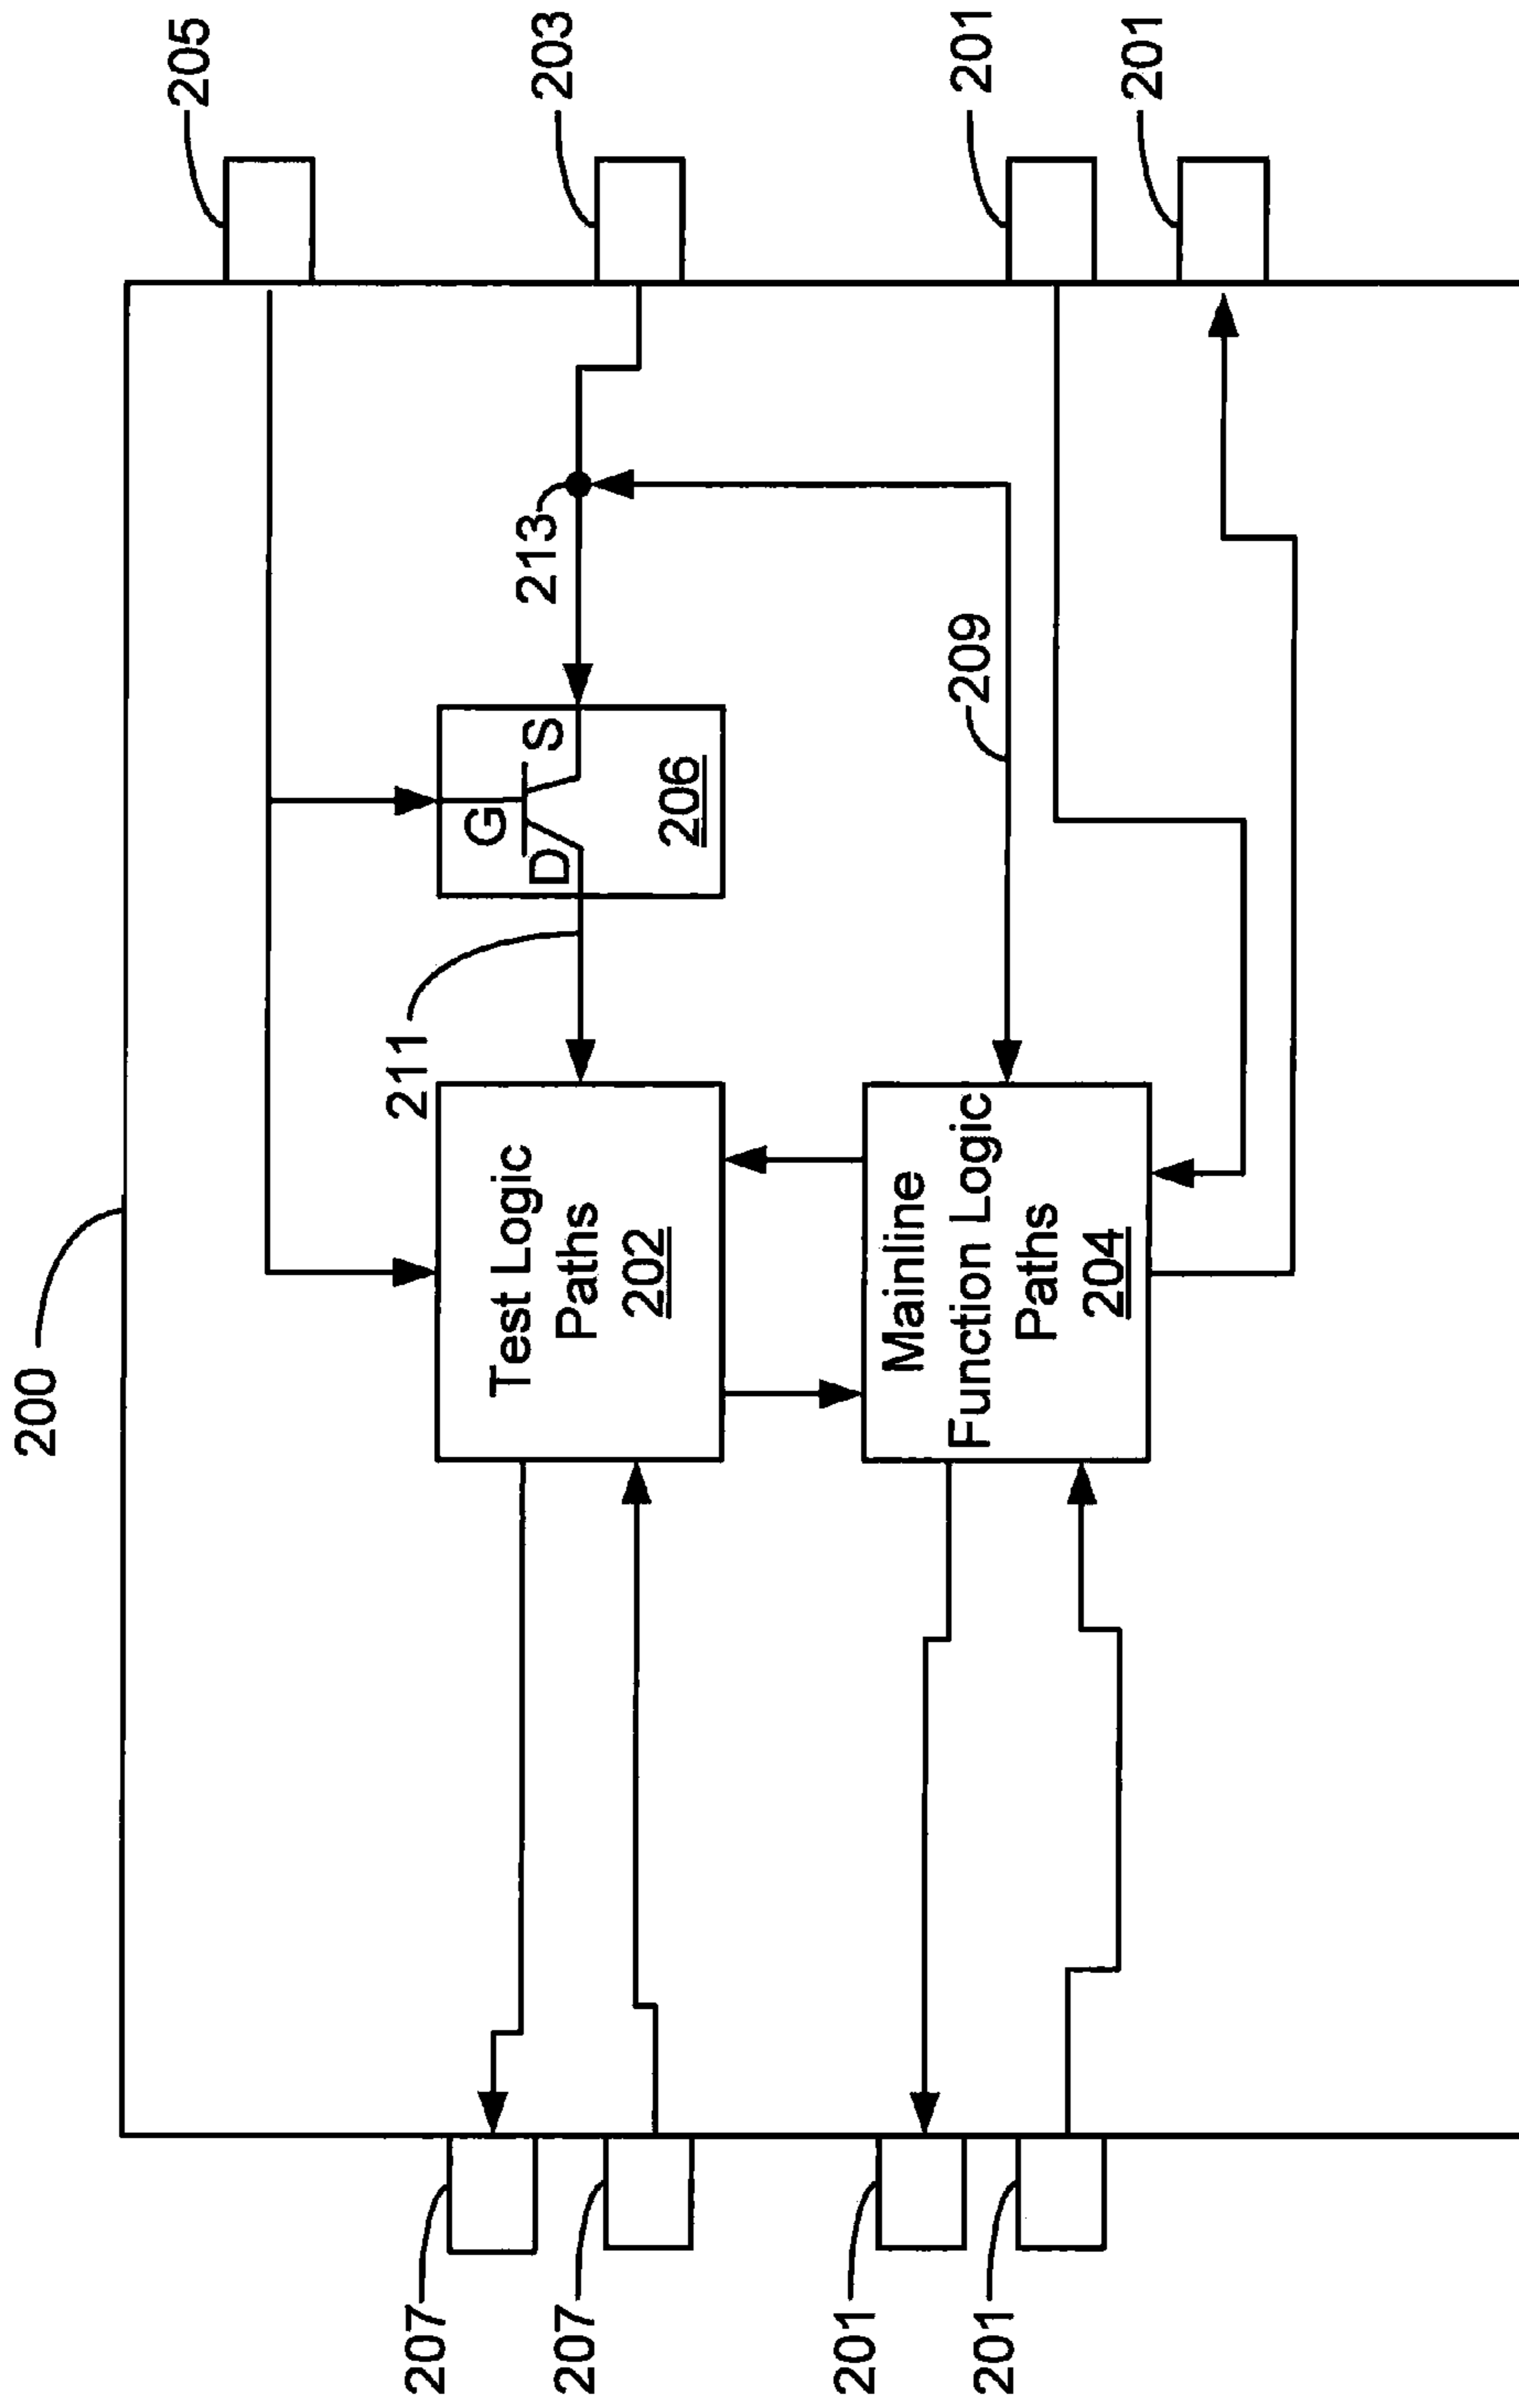 200
205
207
211
G
D
S
213
203
207
Test Logic
Paths
202
206
201
209
201
Mainline
Function Logic
Paths
204
201
201